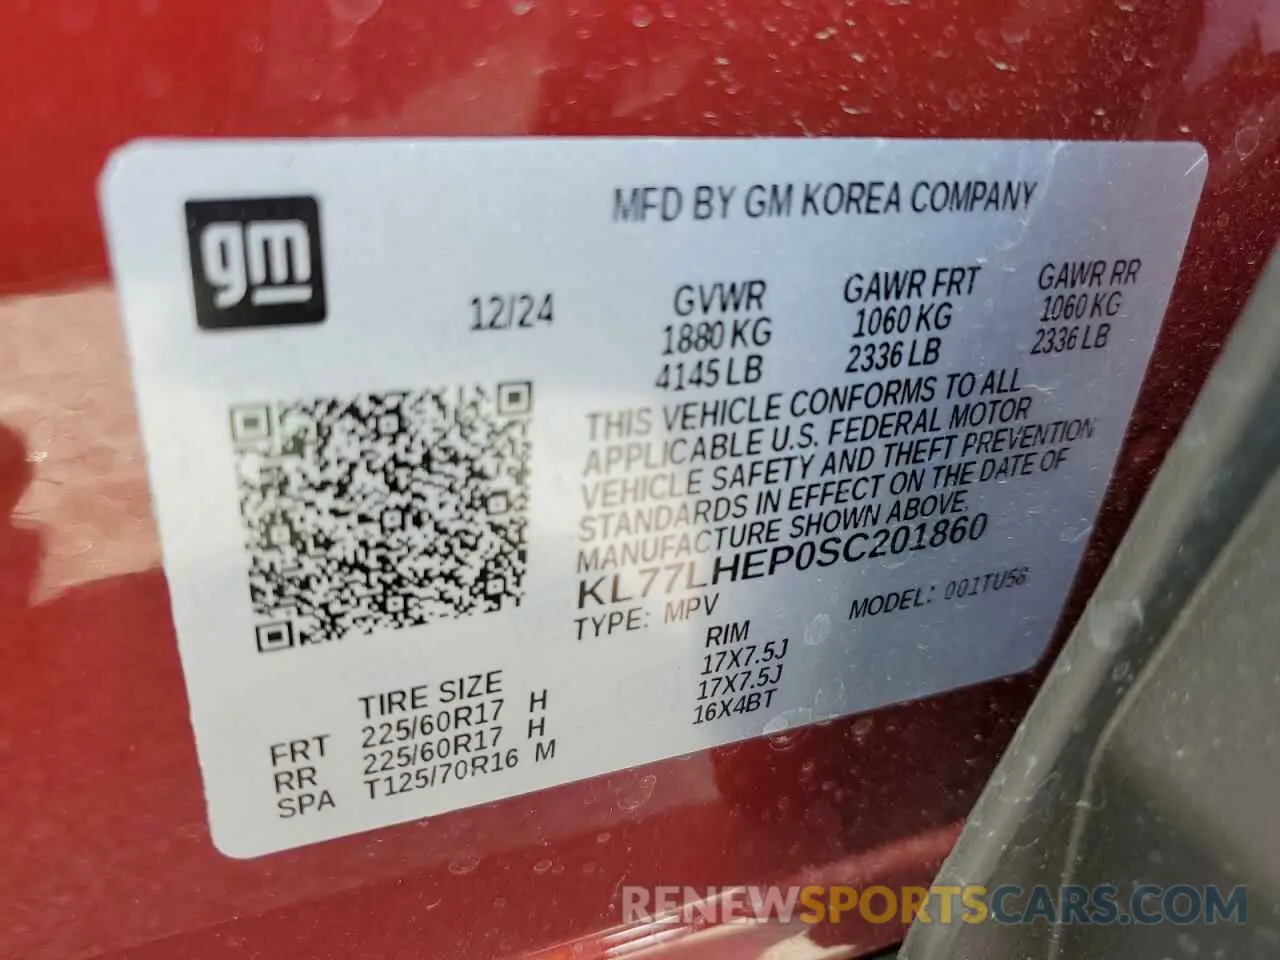 gm
MFD BY GM KOREA COMPANY
12/24
GVWR
1880 KG
4145 LB
GAWR FRT
1060 KG
2336 LB
GAWR RR
1060 KG
2336 LB
THIS VEHICLE CONFORMS TO ALL
APPLICABLE U.S. FEDERAL MOTOR
VEHICLE SAFETY AND THEFT PREVENTION
STANDARDS IN EFFECT ON THE DATE OF
MANUFACTURE SHOWN ABOVE.
KL77LHEP0SC201860
TYPE: MPV
MODEL: 001TU56
TIRE SIZE
RIM
FRT 225/60R17 H 17X7.5J
RR 225/60R17 H 17X7.5J
SPA T125/70R16 M 16X4BT
RENEWSPORTSCARS.COM